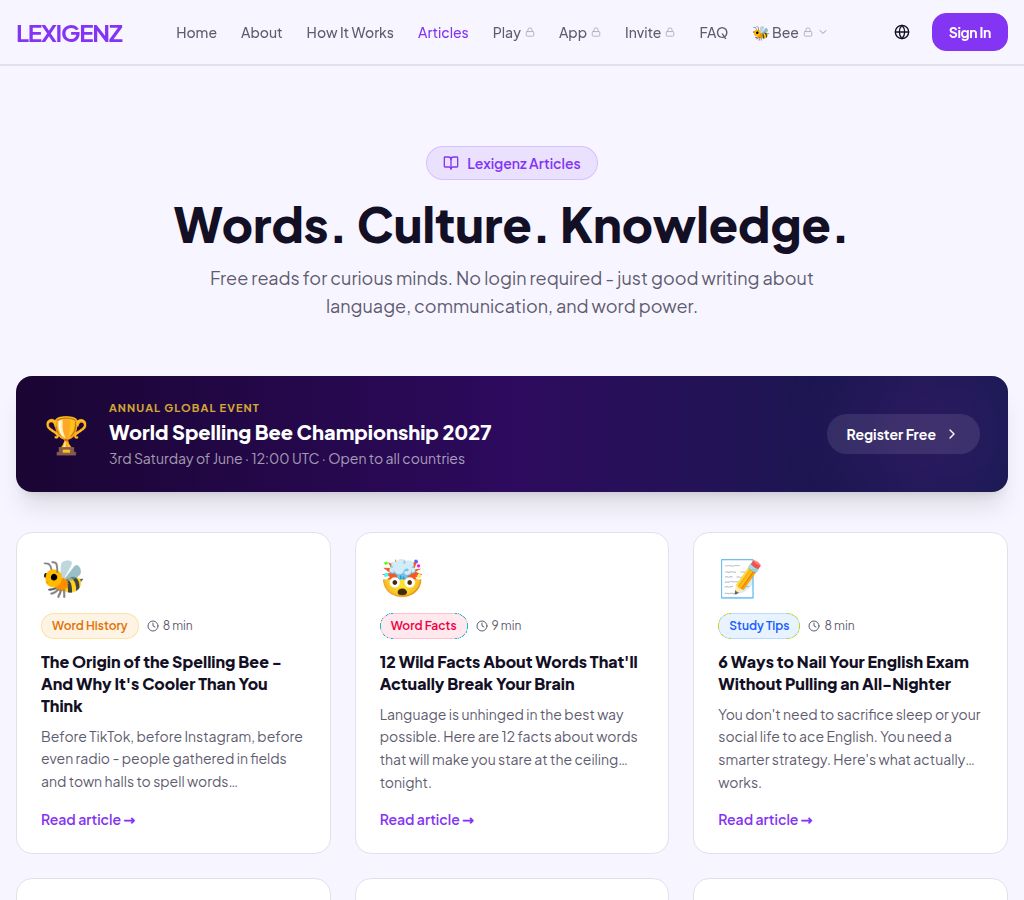 LEXIGENZ Home About How It Works Articles Play App Invite FAQ Bee Sign In
Lexigenz Articles
Words. Culture. Knowledge.
Free reads for curious minds. No login required - just good writing about
language, communication, and word power.
ANNUAL GLOBAL EVENT
World Spelling Bee Championship 2027
3rd Saturday of June · 12:00 UTC · Open to all countries
Register Free
Word History 8 min
The Origin of the Spelling Bee –
And Why It's Cooler Than You
Think
Before TikTok, before Instagram, before
even radio - people gathered in fields
and town halls to spell words…
Read article →
Word Facts 9 min
12 Wild Facts About Words That'll
Actually Break Your Brain
Language is unhinged in the best way
possible. Here are 12 facts about words
that will make you stare at the ceiling…
tonight.
Read article →
Study Tips 8 min
6 Ways to Nail Your English Exam
Without Pulling an All-Nighter
You don't need to sacrifice sleep or your
social life to ace English. You need a
smarter strategy. Here's what actually…
works.
Read article →